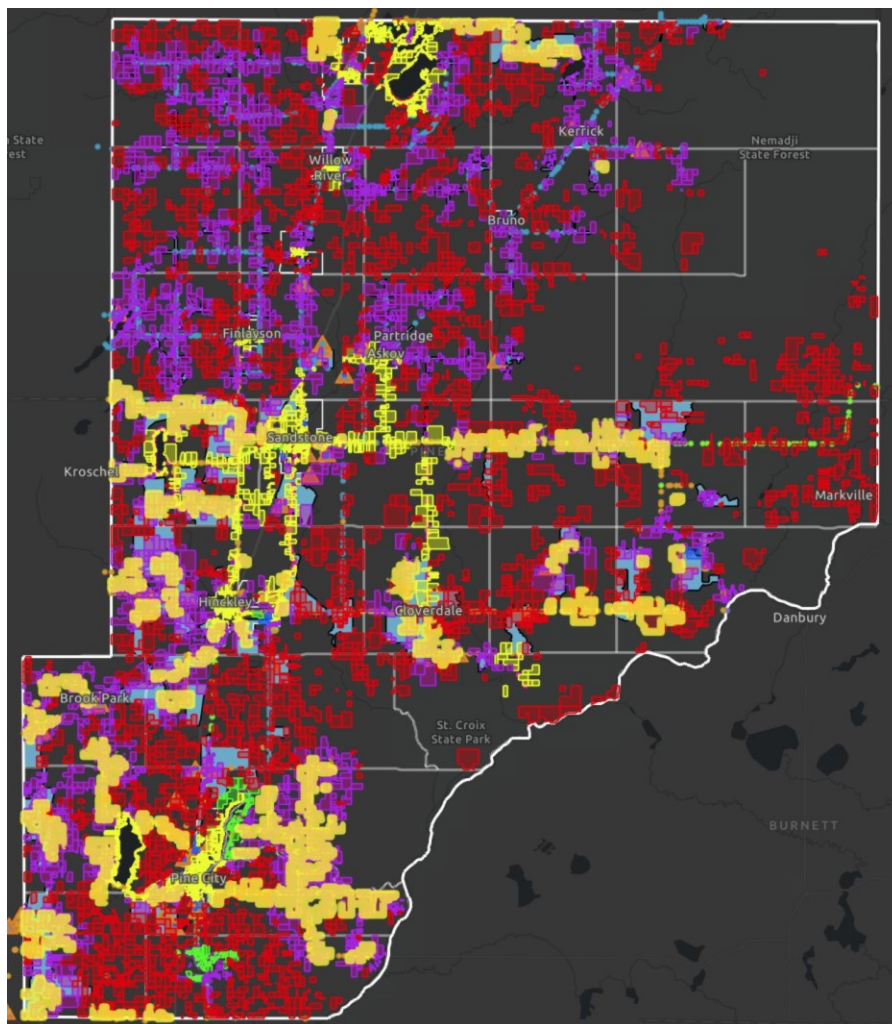 Kerrick
Nemadji
State Forest
State
Willow
River
Bruno
Finlayson
Partridge
Askov
Sandstone
Kroschel
PINE
Markville
Hinckley
Cloverdale
Danbury
Brook Park
St. Croix
State Park
BURNETT
Pine City